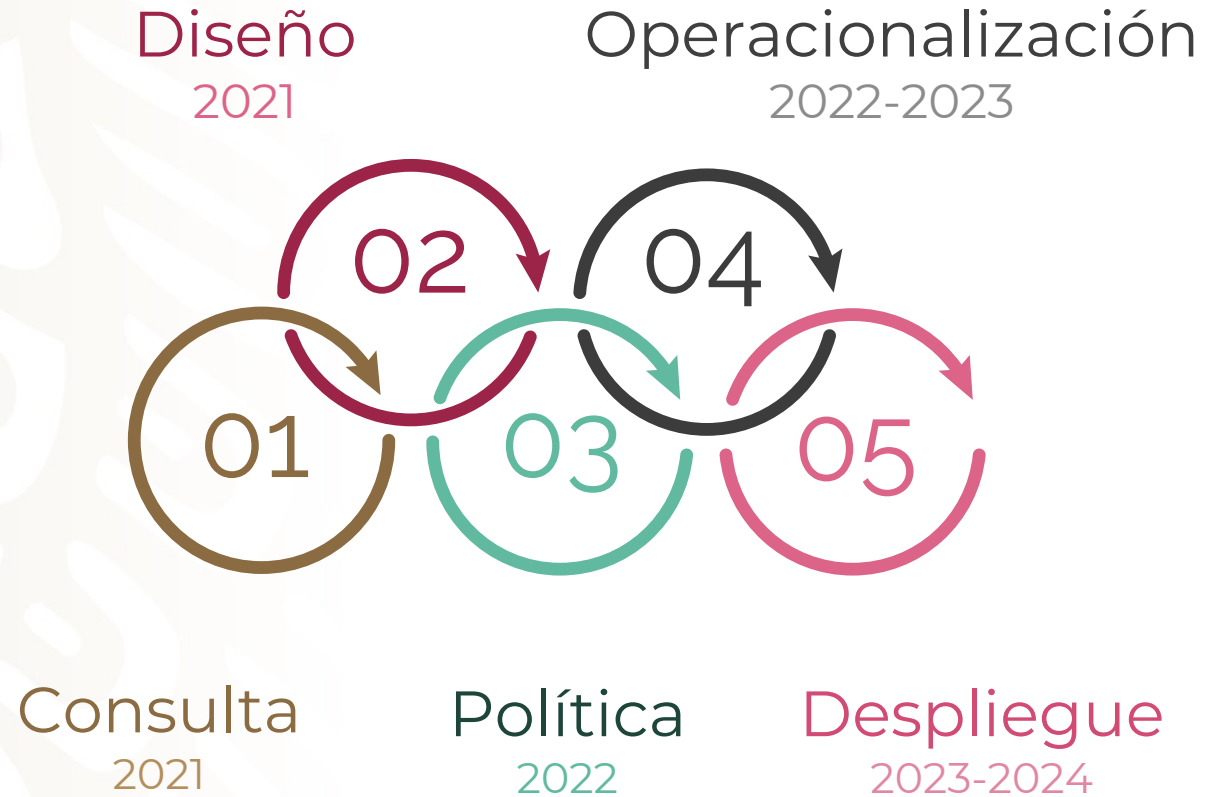 Diseño
2021
Operacionalización
2022-2023
02
04
01
03
05
Consulta
2021
Política
2022
Despliegue
2023-2024